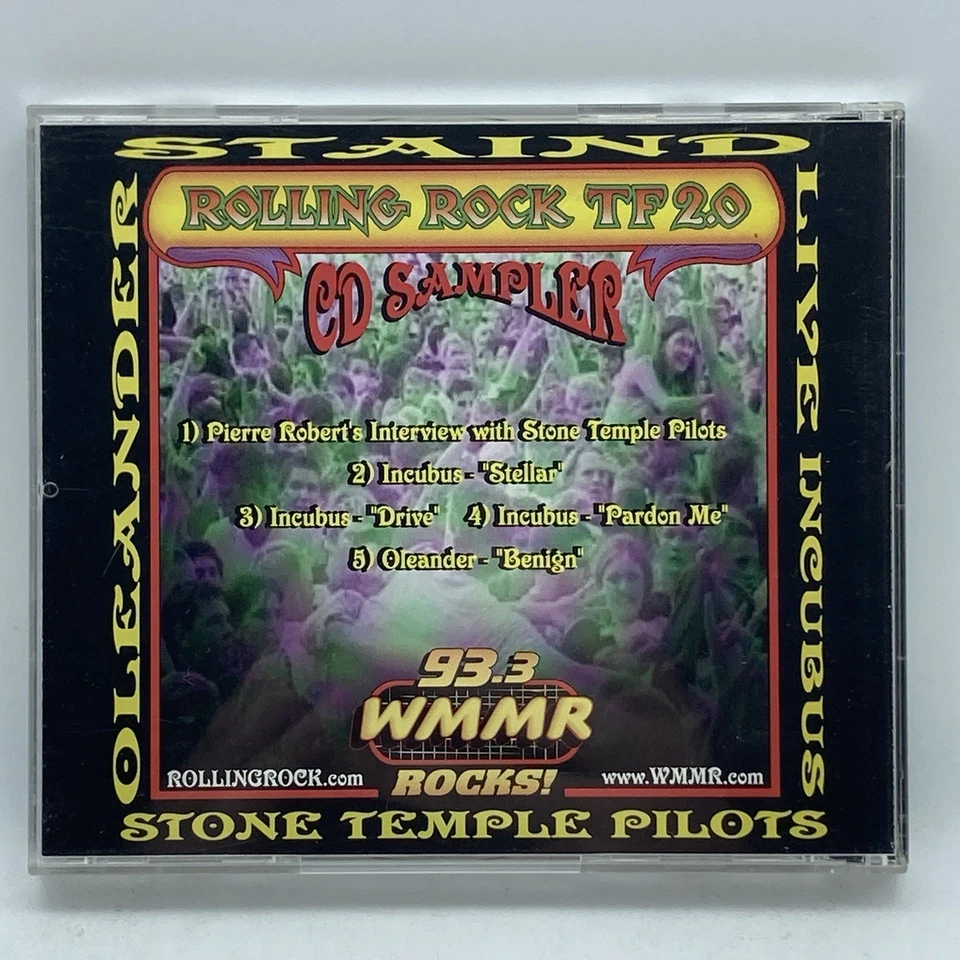 STAIND
OLEANDER
LIVE INCUBUS
ROLLING ROCK TF 2.0
CD SAMPLER
1) Pierre Robert's Interview with Stone Temple Pilots
2) Incubus - "Stellar"
3) Incubus - "Drive" 4) Incubus - "Pardon Me"
5) Oleander - "Benign"
93.3
WMMR
ROCKS!
ROLLINGROCK.com www.WMMR.com
STONE TEMPLE PILOTS